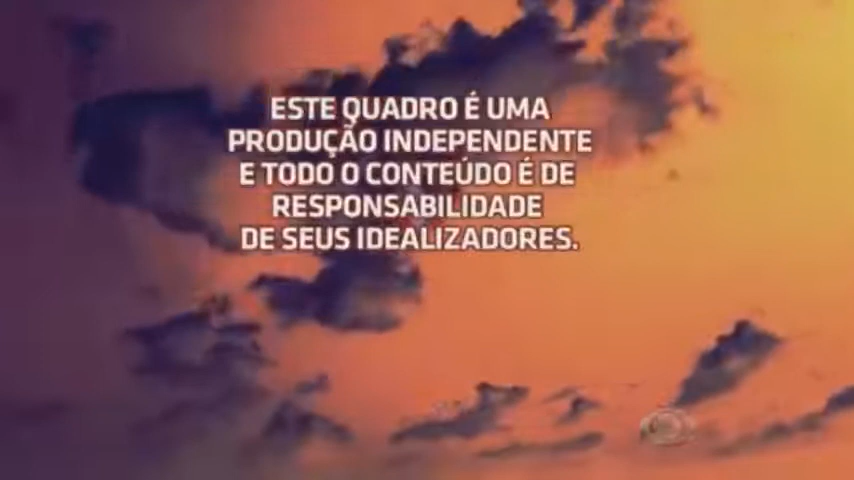 ESTE QUADRO É UMA
PRODUÇÃO INDEPENDENTE
E TODO O CONTEÚDO É DE
RESPONSABILIDADE
DE SEUS IDEALIZADORES.